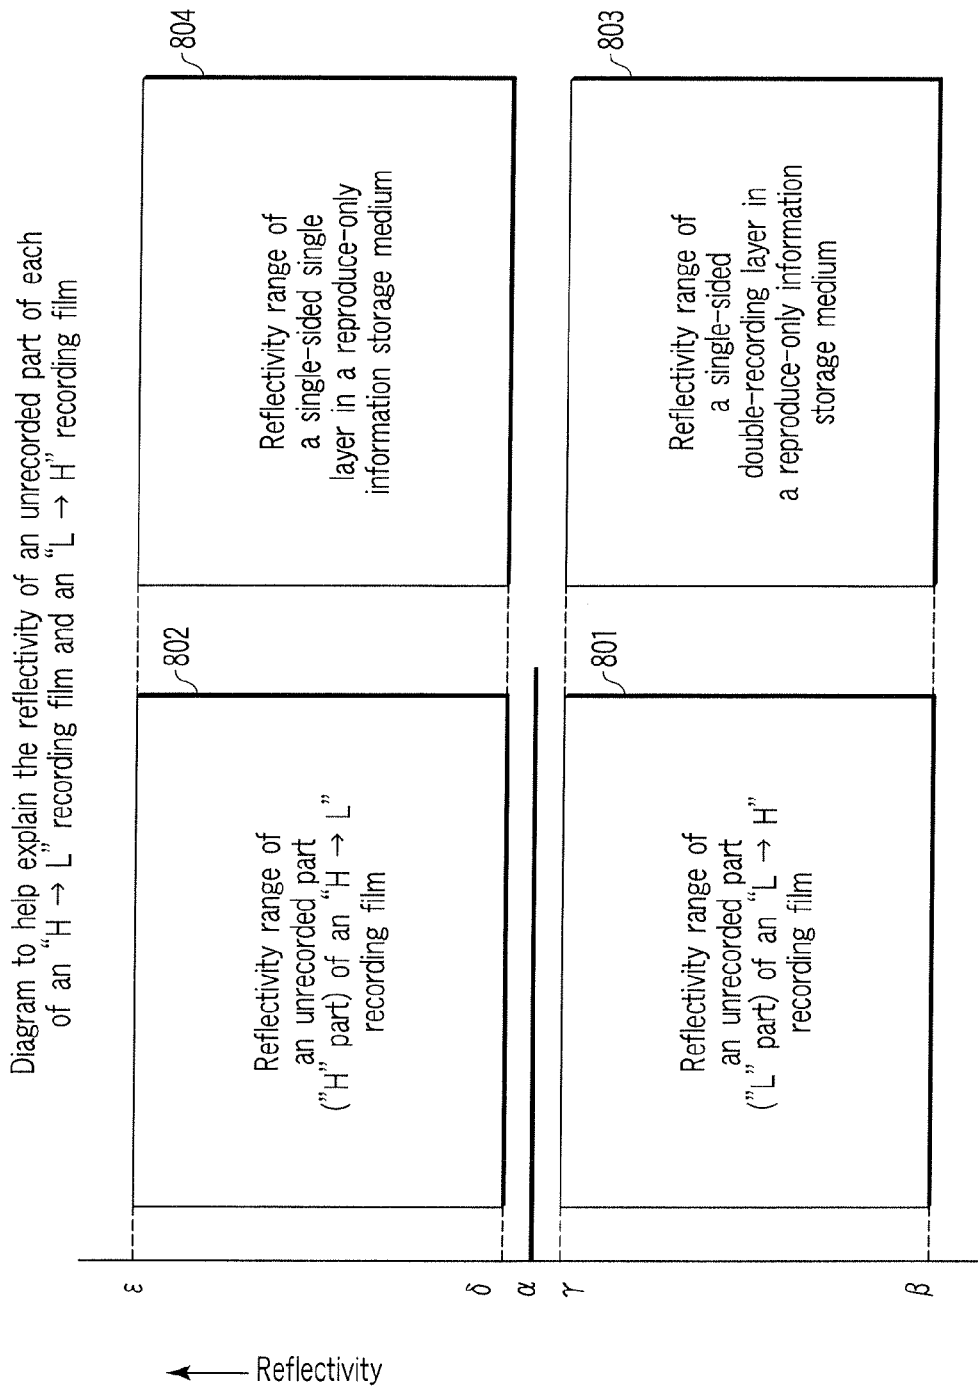 Diagram to help explain the reflectivity of an unrecorded part of each
of an “H → L” recording film and an “L → H” recording film
Reflectivity
ε
δ
α
γ
β
802
Reflectivity range of
an unrecorded part
(”H” part) of an “H → L”
recording film
804
Reflectivity range of
a single-sided single
layer in a reproduce-only
information storage medium
801
Reflectivity range of
an unrecorded part
(”L” part) of an “L → H”
recording film
803
Reflectivity range of
a single-sided
double-recording layer in
a reproduce-only information
storage medium